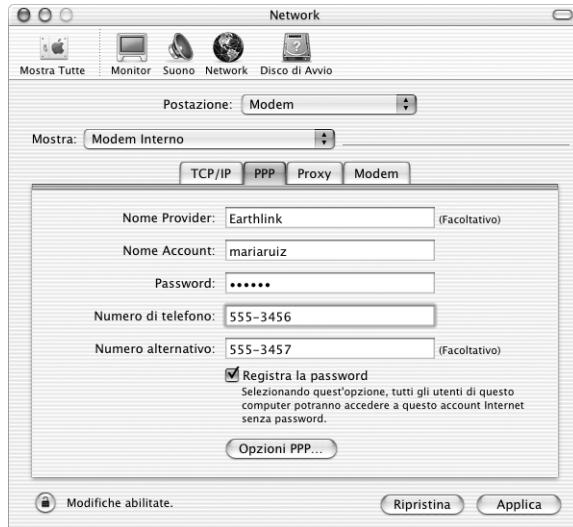 Network
Mostra Tutte Monitor Suono Network Disco di Avvio
Postazione: Modem
Mostra: Modem Interno
TCP/IP PPP Proxy Modem
Nome Provider: Earthlink (Facoltativo)
Nome Account: mariaruiz
Password: ••••••
Numero di telefono: 555-3456
Numero alternativo: 555-3457 (Facoltativo)
Registra la password
Selezionando quest'opzione, tutti gli utenti di questo
computer potranno accedere a questo account Internet
senza password.
Opzioni PPP...
Modifiche abilitate. Ripristina Applica